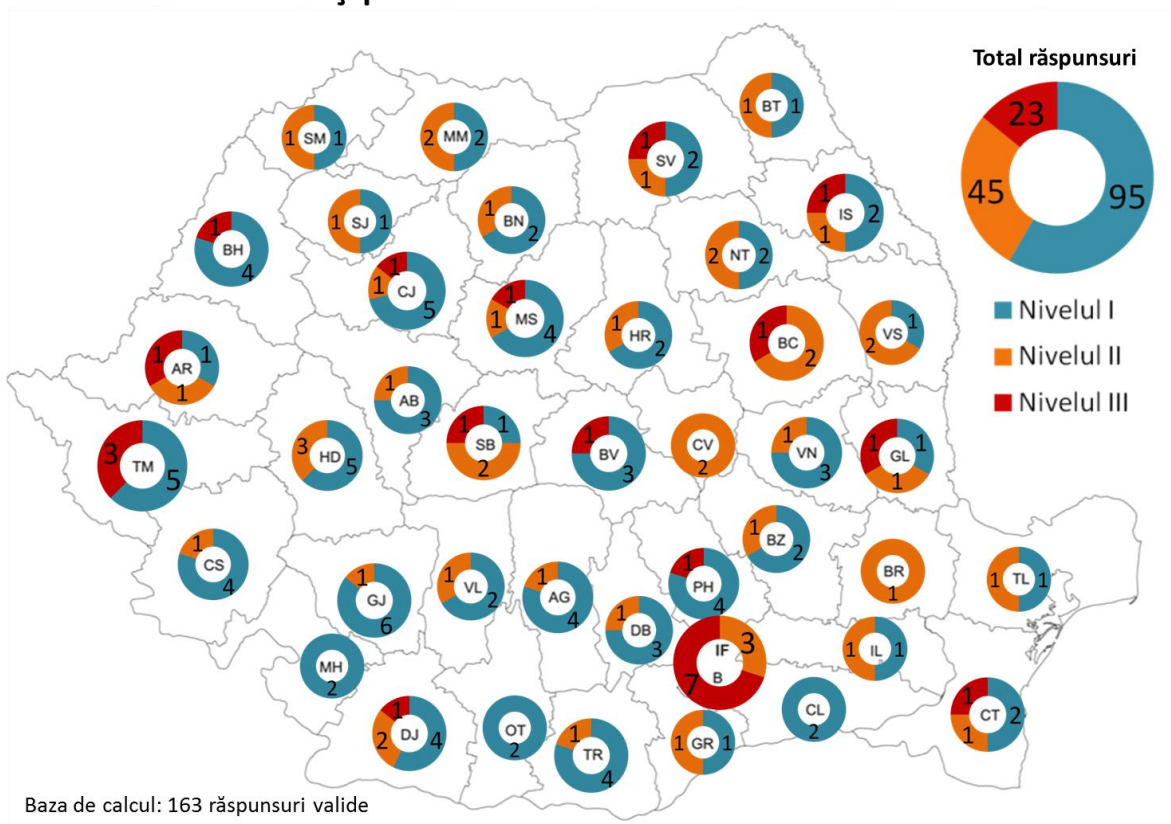 Total răspunsuri
23
45
95
Nivelul I
Nivelul II
Nivelul III
1 BT 1
1 SM 1
2 MM 2
1
SV 2
1
1
IS 2
1
1 SJ 1
1
BN
2
1
BH
4
2 NT 2
1
1 CJ
5
1
1 MS
4
1
HR
2
1
BC
2
1
VS
2
1 AR 1
1
1
AB
3
1 SB 1
2
1
BV
3
CV
2
1
VN
3
1 GL 1
1
3 TM
5
3 HD
5
1
CS
4
1
GJ
6
1
VL
2
1
AG
4
1
PH
4
1
BZ
2
BR
1
1 TL 1
1
DB
3
IF 3
B
7
1 IL 1
MH
2
1
2 DJ 4
OT
2
1
TR
4
1 GR 1
CL
2
1
CT 2
1
Baza de calcul: 163 răspunsuri valide